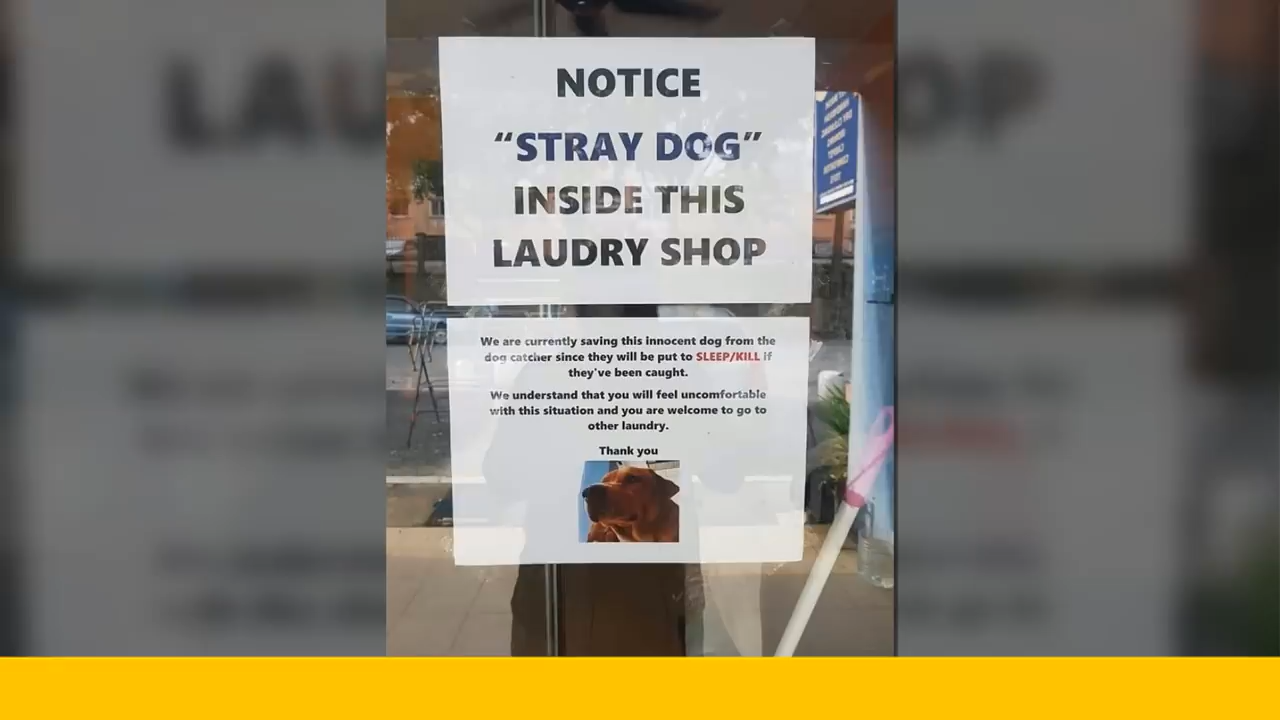 NOTICE
“STRAY DOG”
INSIDE THIS
LAUDRY SHOP
We are currently saving this innocent dog from the
dog catcher since they will be put to SLEEP/KILL if
they've been caught.
We understand that you will feel uncomfortable
with this situation and you are welcome to go to
other laundry.
Thank you